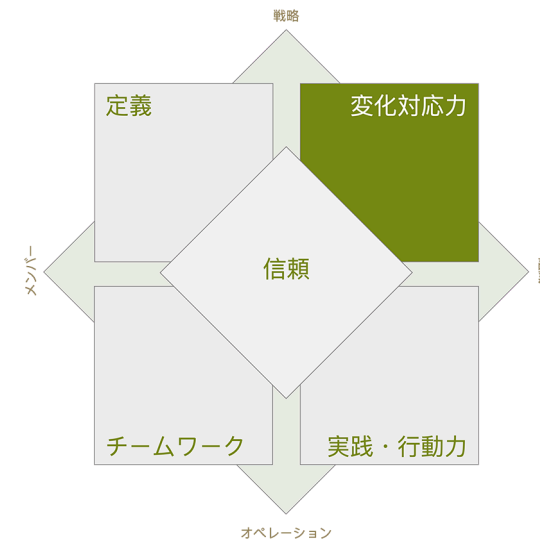 戦略
定義
変化対応力
メンバー
信頼
チームワーク
実践・行動力
オペレーション